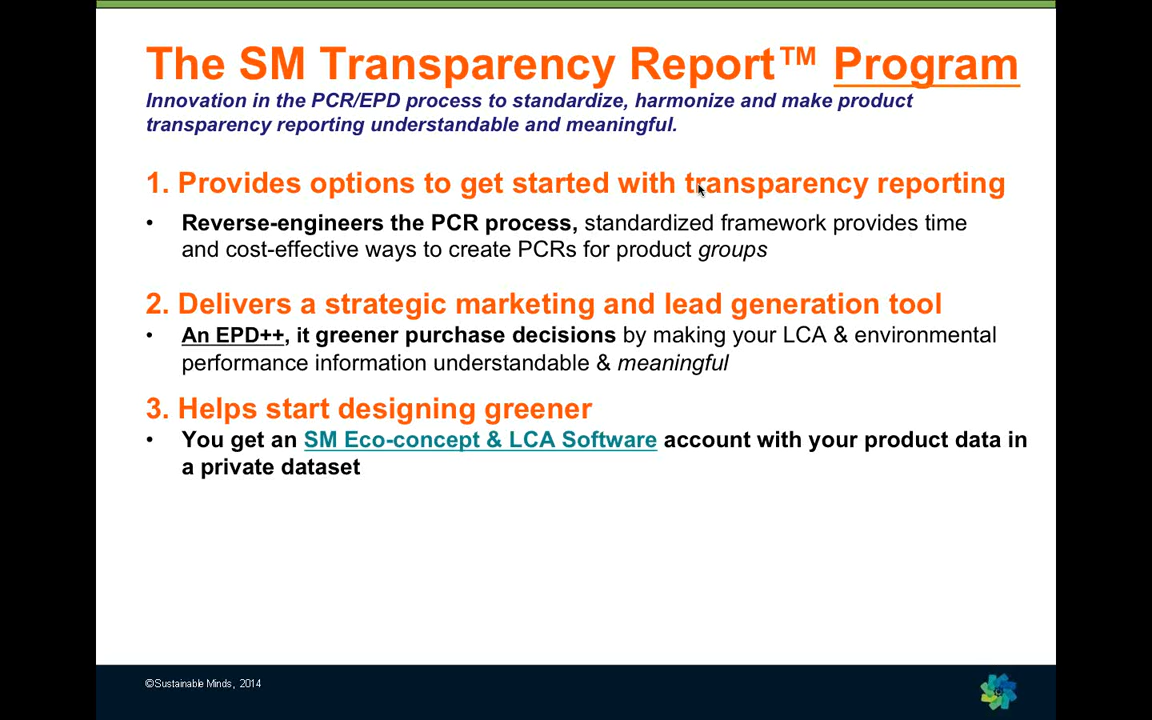 The SM Transparency Report™ Program
Innovation in the PCR/EPD process to standardize, harmonize and make product
transparency reporting understandable and meaningful.
1. Provides options to get started with transparency reporting
• Reverse-engineers the PCR process, standardized framework provides time
and cost-effective ways to create PCRs for product groups
2. Delivers a strategic marketing and lead generation tool
• An EPD++, it greener purchase decisions by making your LCA & environmental
performance information understandable & meaningful
3. Helps start designing greener
• You get an SM Eco-concept & LCA Software account with your product data in
a private dataset
©Sustainable Minds, 2014